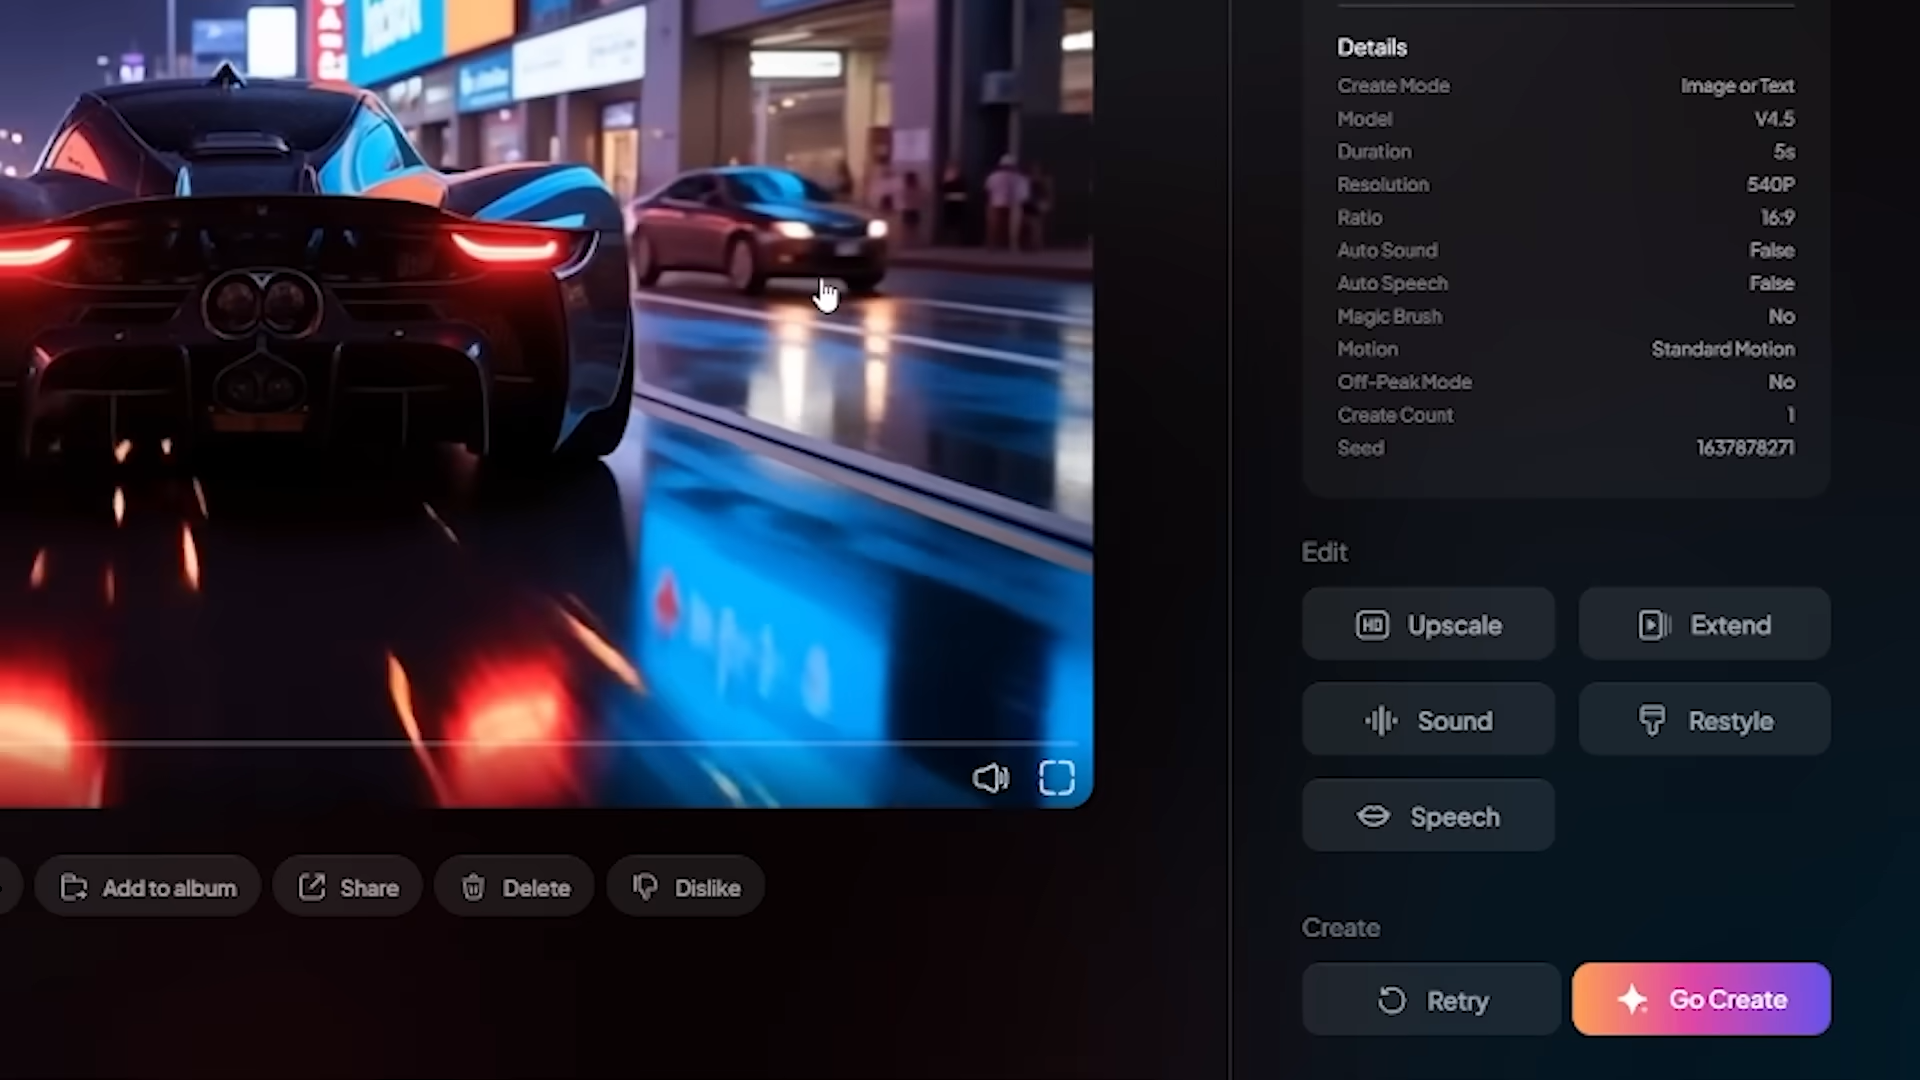 Details
Create Mode Image or Text
Model V4.5
Duration 5s
Resolution 540P
Ratio 16:9
Auto Sound False
Auto Speech False
Magic Brush No
Motion Standard Motion
Off-Peak Mode No
Create Count 1
Seed 1637878271
Edit
HD Upscale
Extend
Sound
Restyle
Speech
Add to album
Share
Delete
Dislike
Create
Retry
Go Create